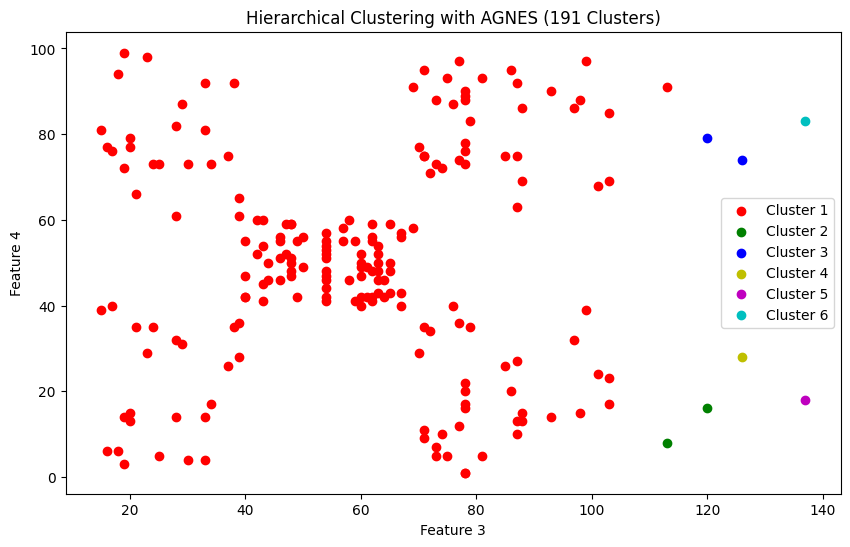 Hierarchical Clustering with AGNES (191 Clusters)
100
80
60
40
20
0
Feature 4
Cluster 1
Cluster 2
Cluster 3
Cluster 4
Cluster 5
Cluster 6
20 40 60 80 100 120 140
Feature 3